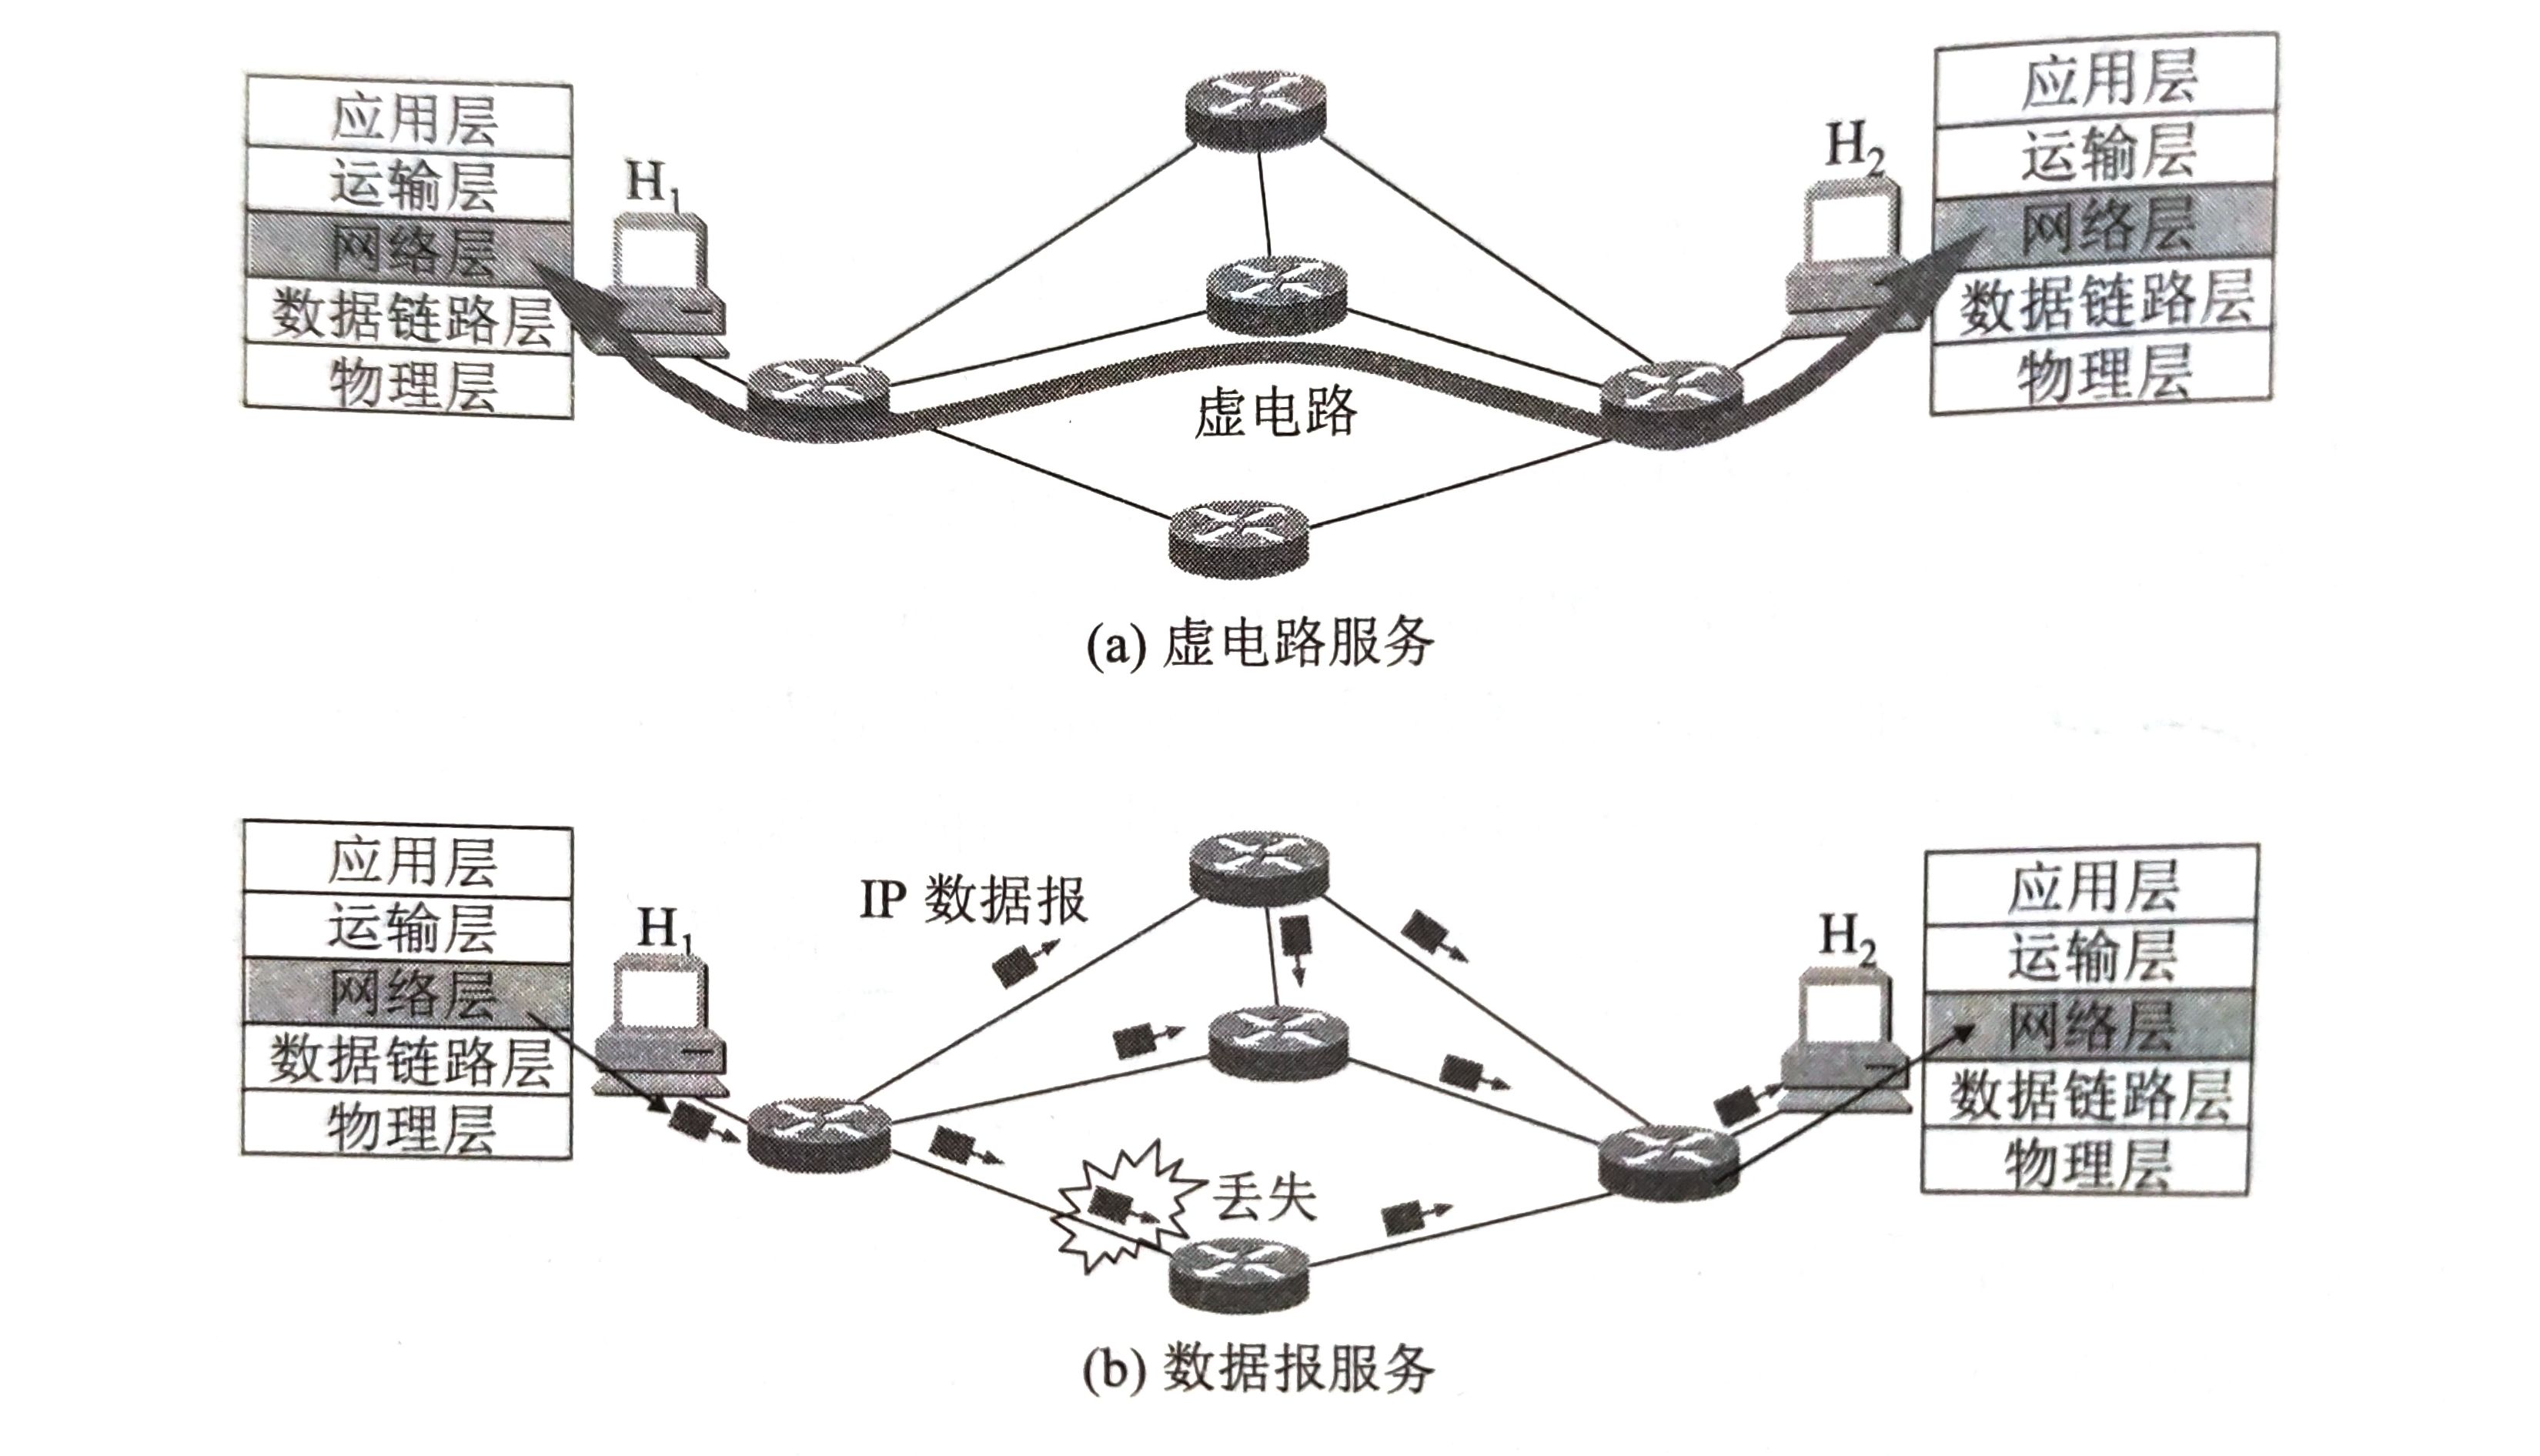 应用层
运输层
网络层
数据链路层
物理层
H1
H2
应用层
运输层
网络层
数据链路层
物理层
虚电路
(a) 虚电路服务
应用层
运输层
网络层
数据链路层
物理层
H1
IP 数据报
丢失
H2
应用层
运输层
网络层
数据链路层
物理层
(b) 数据报服务